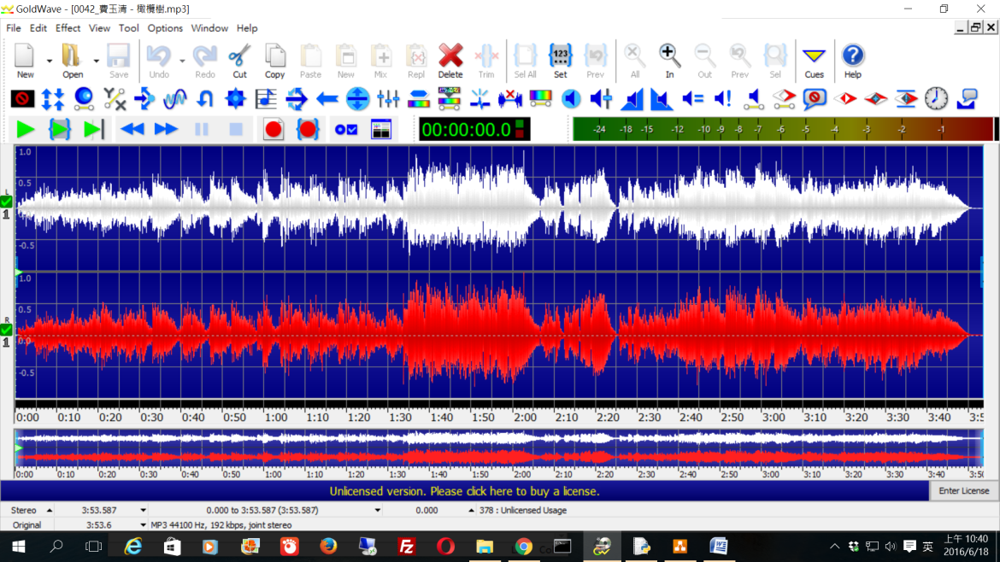 GoldWave - [0042_費玉清 - 橄欖樹.mp3]
File Edit Effect View Tool Options Window Help
New Open Save Undo Redo Cut Copy Paste New Mix Repl Delete Trim Sel All Set Prev All In Out Prev Sel Cues Help
123
00:00:00.0 -24 -18 -15 -12 -10 -9 -8 -7 -6 -5 -4 -3 -2 -1
1.0
0.5
L
1
-0.5
1.0
0.5
R
1
0.0
-0.5
0:00 0:10 0:20 0:30 0:40 0:50 1:00 1:10 1:20 1:30 1:40 1:50 2:00 2:10 2:20 2:30 2:40 2:50 3:00 3:10 3:20 3:30 3:40 3:5
0:00 0:10 0:20 0:30 0:40 0:50 1:00 1:10 1:20 1:30 1:40 1:50 2:00 2:10 2:20 2:30 2:40 2:50 3:00 3:10 3:20 3:30 3:40 3:50
Unlicensed version. Please click here to buy a license. Enter License
Stereo 3:53.587 0.000 to 3:53.587 (3:53.587) 0.000 378 : Unlicensed Usage
Original 3:53.6 MP3 44100 Hz, 192 kbps, joint stereo
英 上午 10:40
2016/6/18